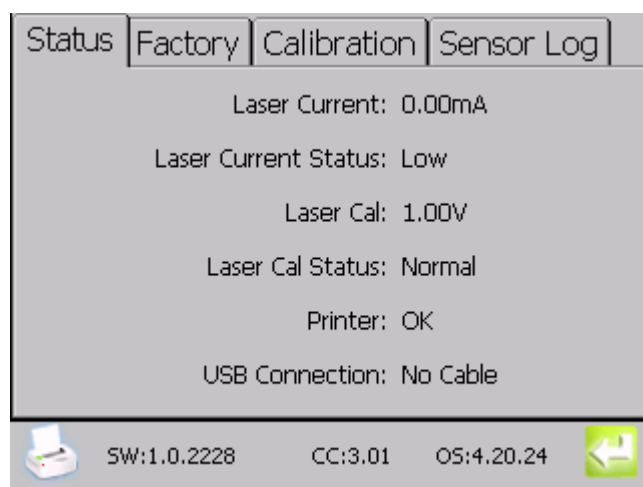 Status Factory Calibration Sensor Log
Laser Current: 0.00mA
Laser Current Status: Low
Laser Cal: 1.00V
Laser Cal Status: Normal
Printer: OK
USB Connection: No Cable
SW:1.0.2228 CC:3.01 OS:4.20.24